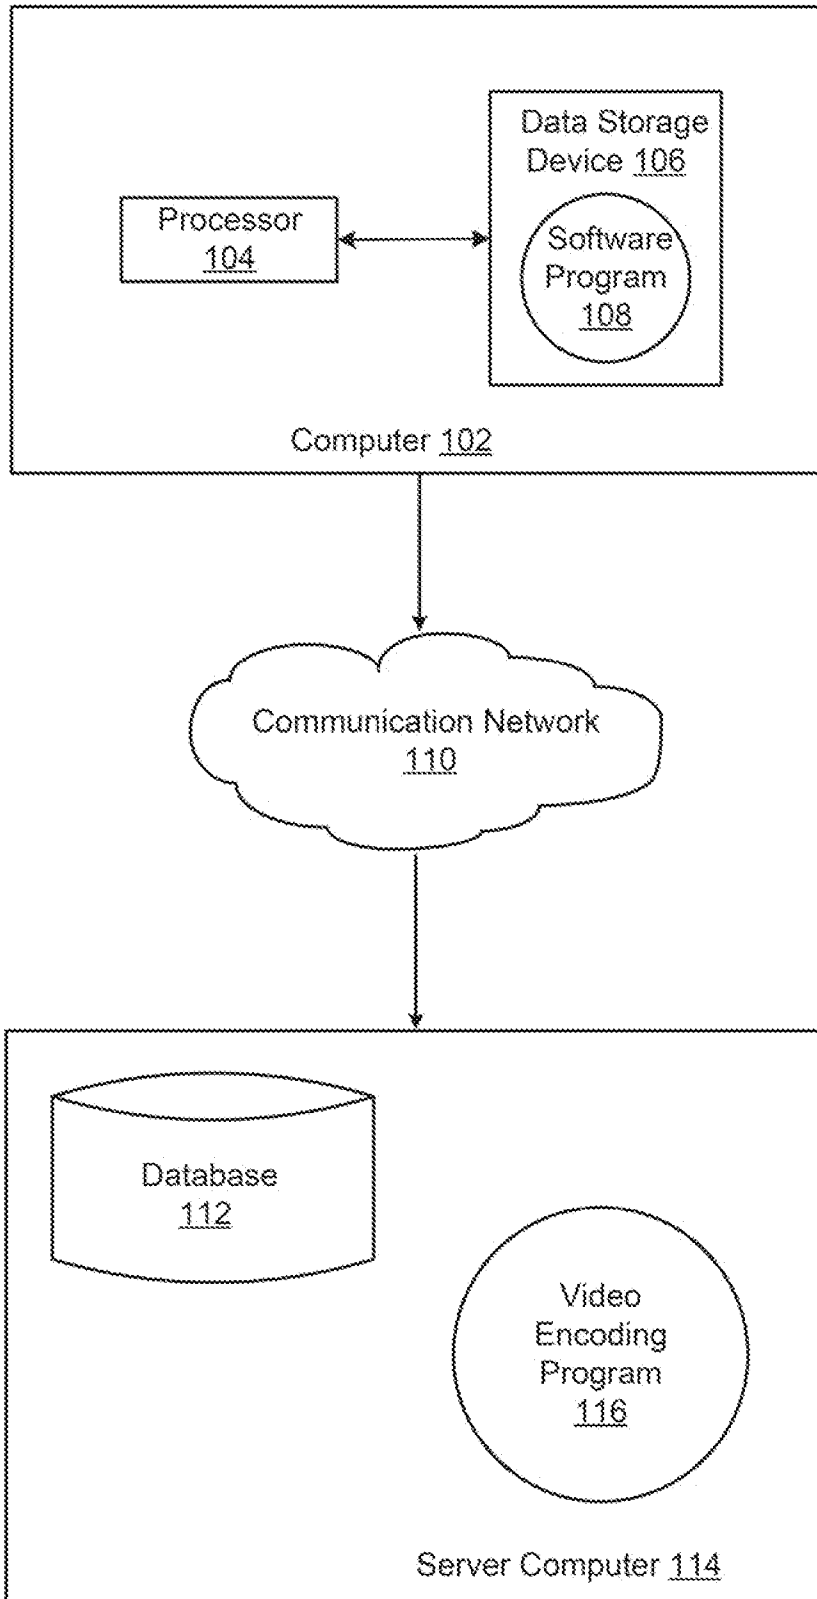 Data Storage
Device 106
Processor
104
Software
Program
108
Computer 102
Communication Network
110
Database
112
Video
Encoding
Program
116
Server Computer 114